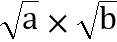 √a × √b